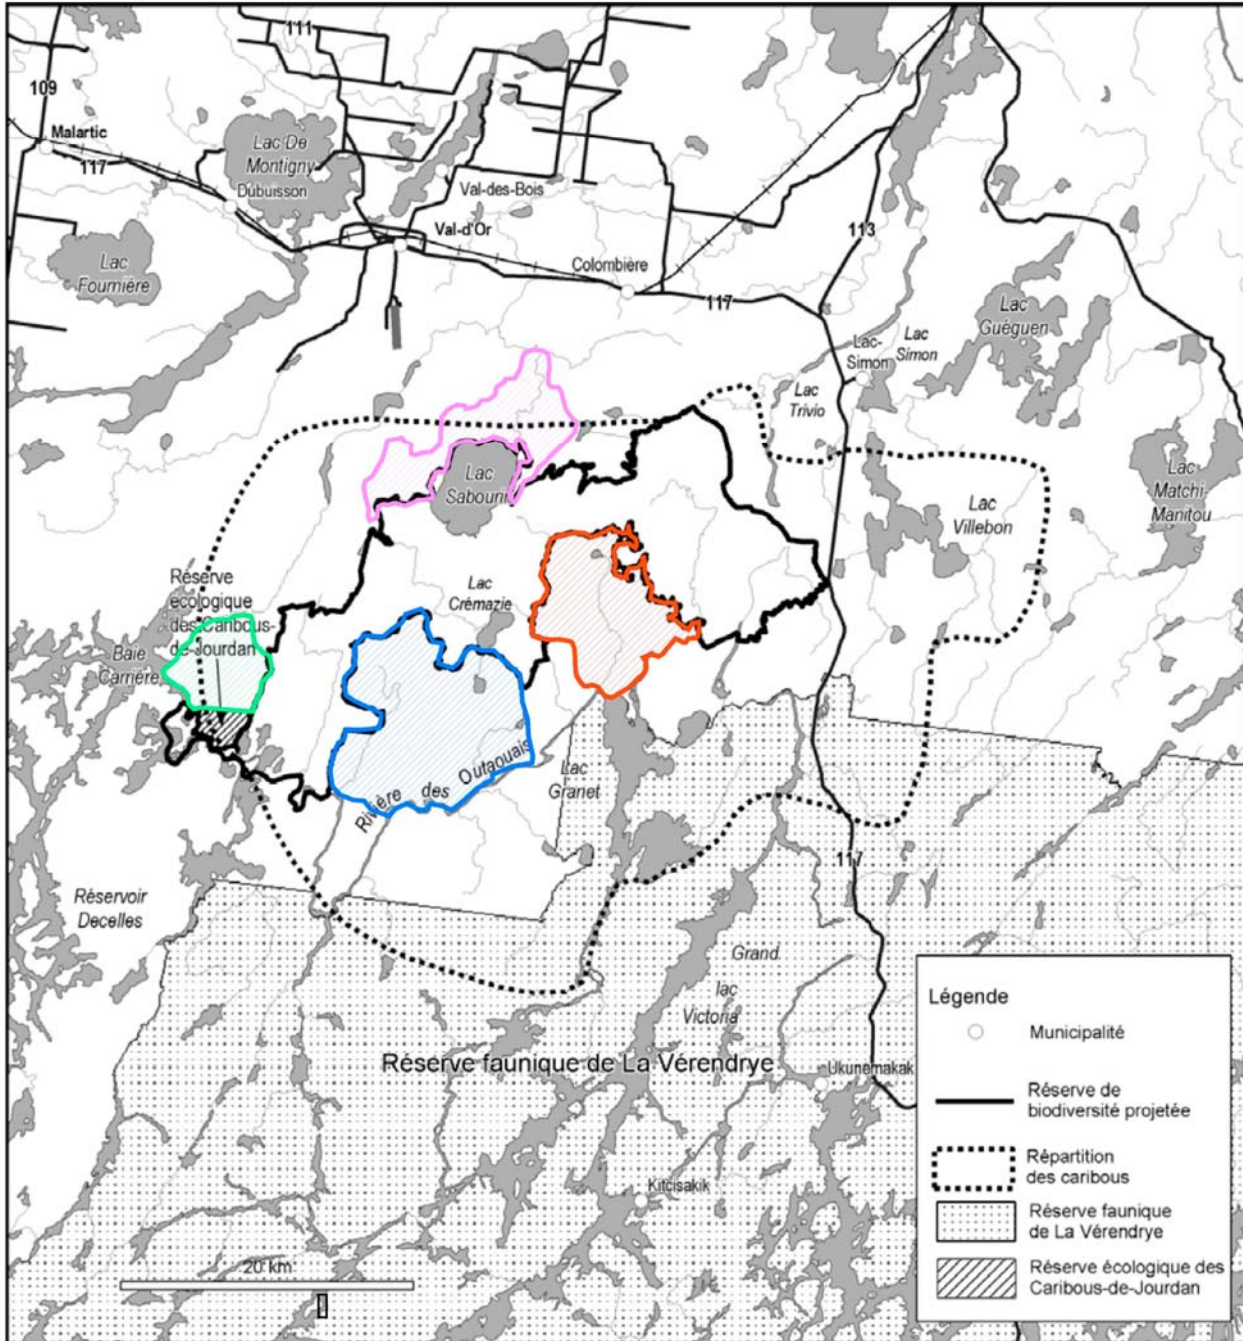 111
109
Malartic
117
Lac De
Montigny
Dubuisson
Val-des-Bois
Val-d'Or
113
Lac
Fournière
Colombière
117
Lac
Guéguen
Lac-
Simon
Lac
Simon
Lac
Trivio
Lac
Sabourin
Lac
Matchi-
Manitou
Lac
Villebon
Réserve
écologique
des Caribous-
de-Jourdan
Lac
Crémazie
Baie
Carrière
Rivière des Outaouais
Lac
Granet
117
Réservoir
Decelles
Grand
lac
Victoria
Réserve faunique de La Vérendrye
Ukunemakak
Kitcisakik
20 km
Légende
Municipalité
Réserve de
biodiversité projetée
Répartition
des caribous
Réserve faunique
de La Vérendrye
Réserve écologique des
Caribous-de-Jourdan